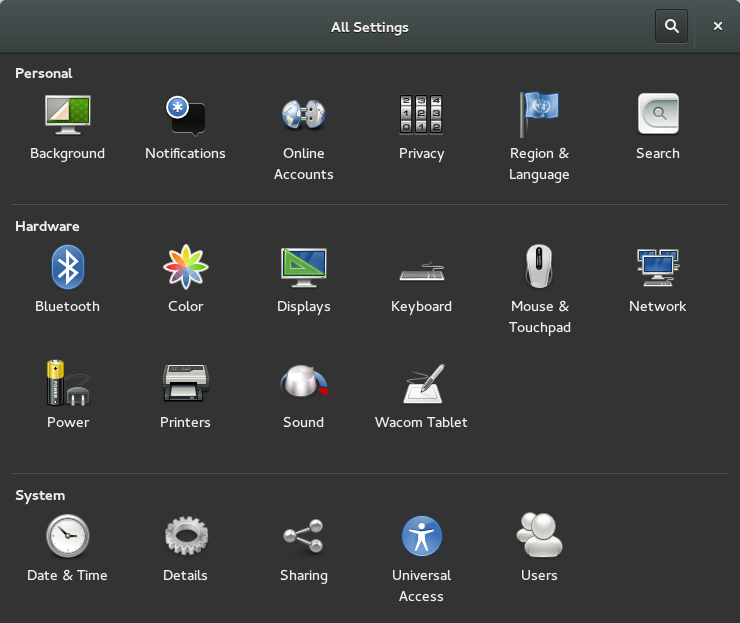 All Settings
Personal
Background
Notifications
Online
Accounts
Privacy
Region &
Language
Search
Hardware
Bluetooth
Color
Displays
Keyboard
Mouse &
Touchpad
Network
Power
Printers
Sound
Wacom Tablet
System
Date & Time
Details
Sharing
Universal
Access
Users